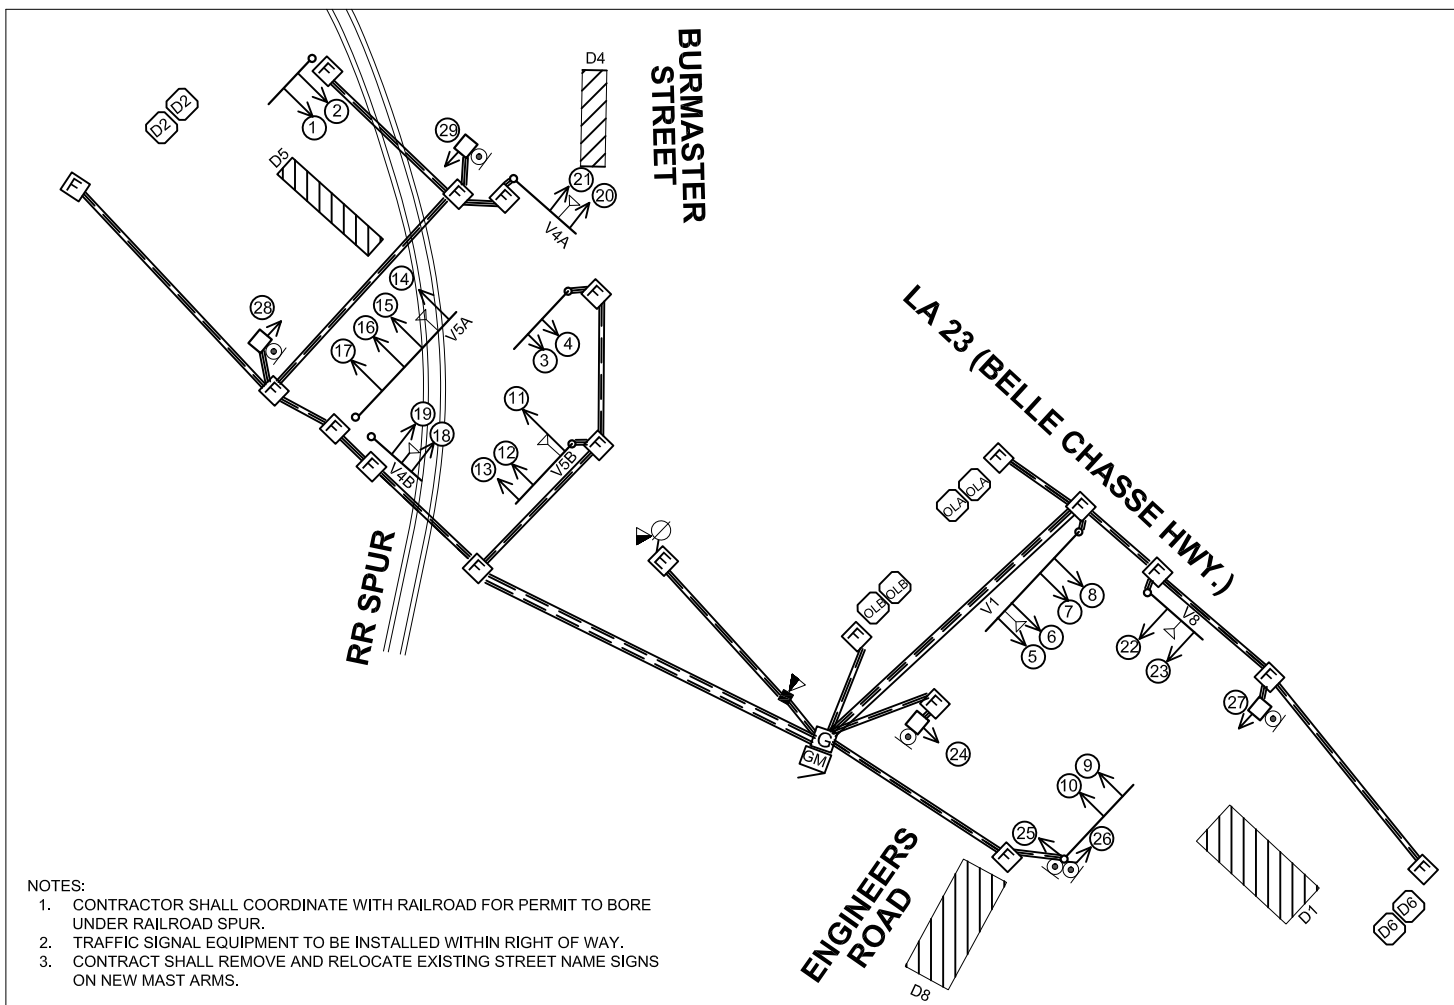 D4
BURMASTER
STREET
D2
D2
F
2
1
29
D5
F
21
20
F
F
V4A
14
28
15
16
V5A
17
F
4
3
F
19
18
11
12
13
V5B
F
F
F
V4B
F
RR SPUR
F
LA 23 (BELLE CHASSE HWY.)
F
OLA
OLA
F
F
OLB
OLB
F
V1
8
7
6
5
F
V8
22
23
F
27
F
24
G
GM
9
10
25
26
F
ENGINEERS
ROAD
D8
D1
F
D6
D6
NOTES:
1. CONTRACTOR SHALL COORDINATE WITH RAILROAD FOR PERMIT TO BORE
UNDER RAILROAD SPUR.
2. TRAFFIC SIGNAL EQUIPMENT TO BE INSTALLED WITHIN RIGHT OF WAY.
3. CONTRACT SHALL REMOVE AND RELOCATE EXISTING STREET NAME SIGNS
ON NEW MAST ARMS.